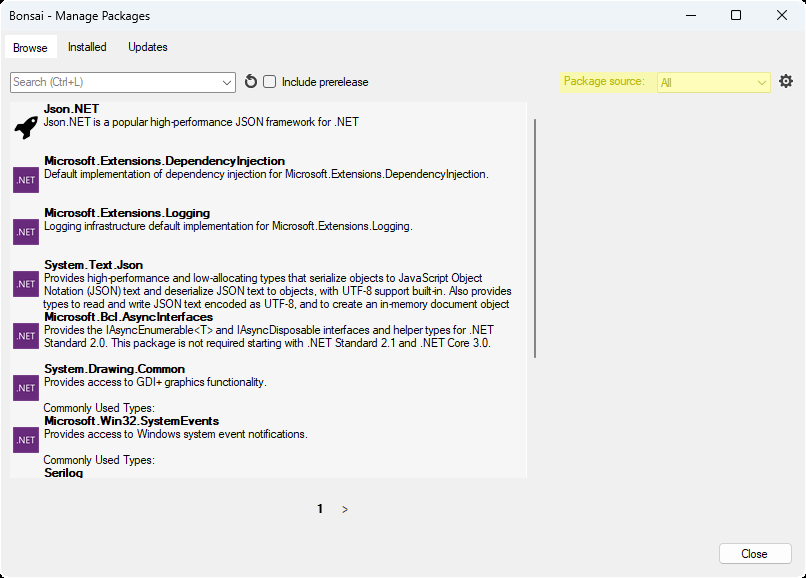 Bonsai - Manage Packages
Browse Installed Updates
Search (Ctrl+L) Include prerelease Package source: All
Json.NET
Json.NET is a popular high-performance JSON framework for .NET
.NET
Microsoft.Extensions.DependencyInjection
Default implementation of dependency injection for Microsoft.Extensions.DependencyInjection.
.NET
Microsoft.Extensions.Logging
Logging infrastructure default implementation for Microsoft.Extensions.Logging.
.NET
System.Text.Json
Provides high-performance and low-allocating types that serialize objects to JavaScript Object
Notation (JSON) text and deserialize JSON text to objects, with UTF-8 support built-in. Also provides
types to read and write JSON text encoded as UTF-8, and to create an in-memory document object
.NET
Microsoft.Bcl.AsyncInterfaces
Provides the IAsyncEnumerable<T> and IAsyncDisposable interfaces and helper types for .NET
Standard 2.0. This package is not required starting with .NET Standard 2.1 and .NET Core 3.0.
.NET
System.Drawing.Common
Provides access to GDI+ graphics functionality.
Commonly Used Types:
.NET
Microsoft.Win32.SystemEvents
Provides access to Windows system event notifications.
Commonly Used Types:
Serilog
1 >
Close